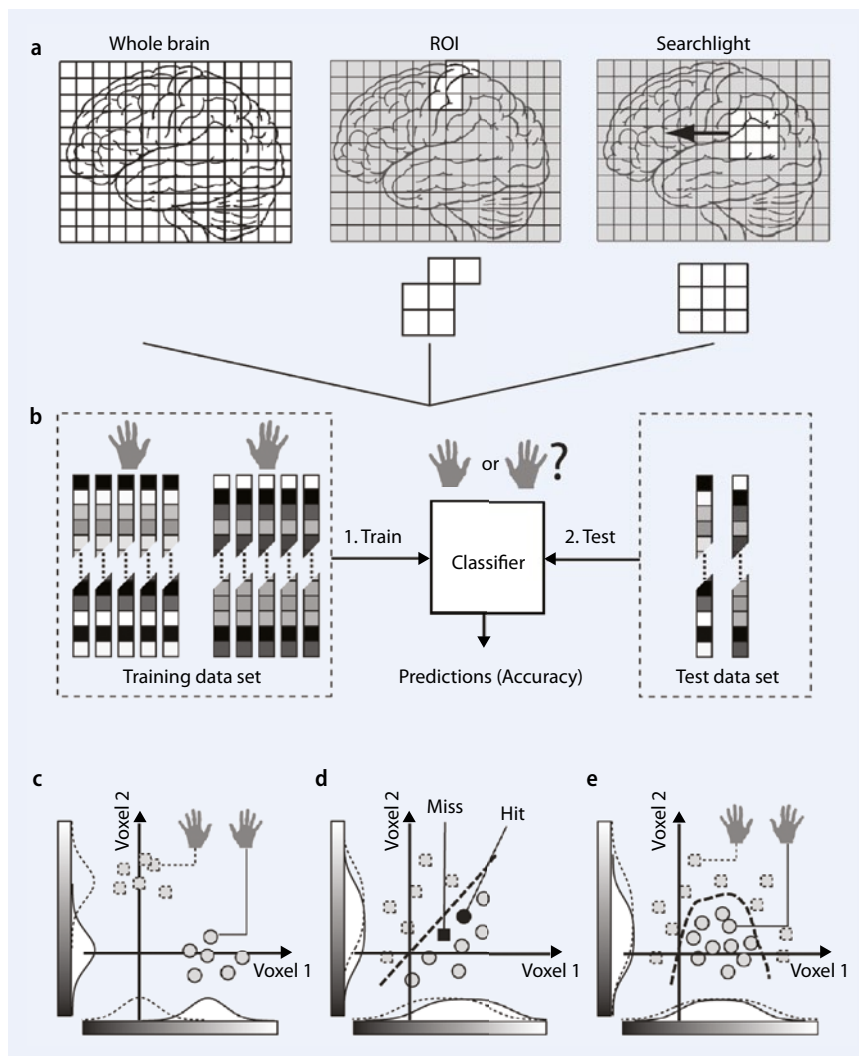 a
Whole brain
ROI
Searchlight
b
or
?
1. Train
Classifier
2. Test
Training data set
Predictions (Accuracy)
Test data set
c
Voxel 2
Voxel 1
d
Voxel 2
Miss
Hit
Voxel 1
e
Voxel 2
Voxel 1